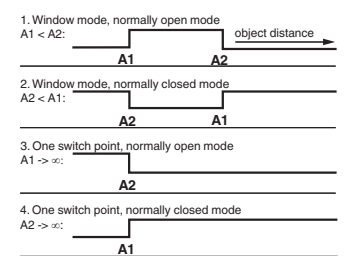 1. Window mode, normally open mode
A1 < A2:
object distance
A1 A2
2. Window mode, normally closed mode
A2 < A1:
A2 A1
3. One switch point, normally open mode
A1 -> ∞:
A2
4. One switch point, normally closed mode
A2 -> ∞:
A1